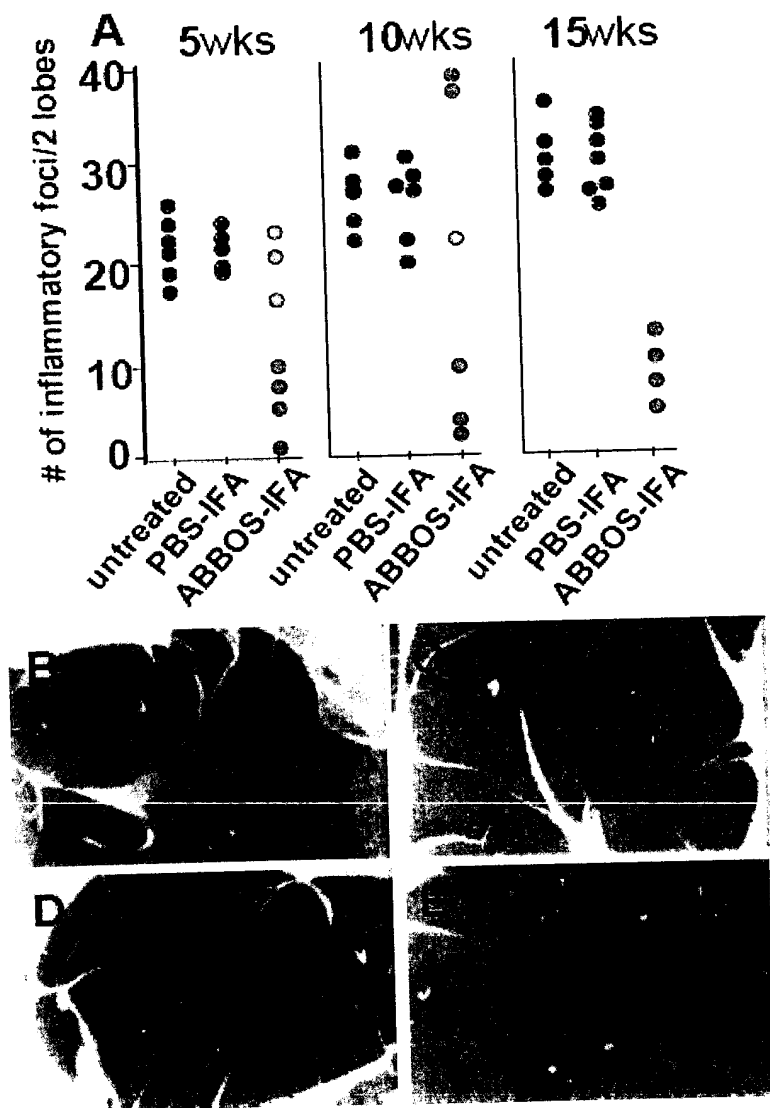 A
5wks 10wks 15wks
# of inflammatory foci/2 lobes
40
30
20
10
0
untreated PBS-IFA ABBOS-IFA
untreated PBS-IFA ABBOS-IFA
untreated PBS-IFA ABBOS-IFA
D